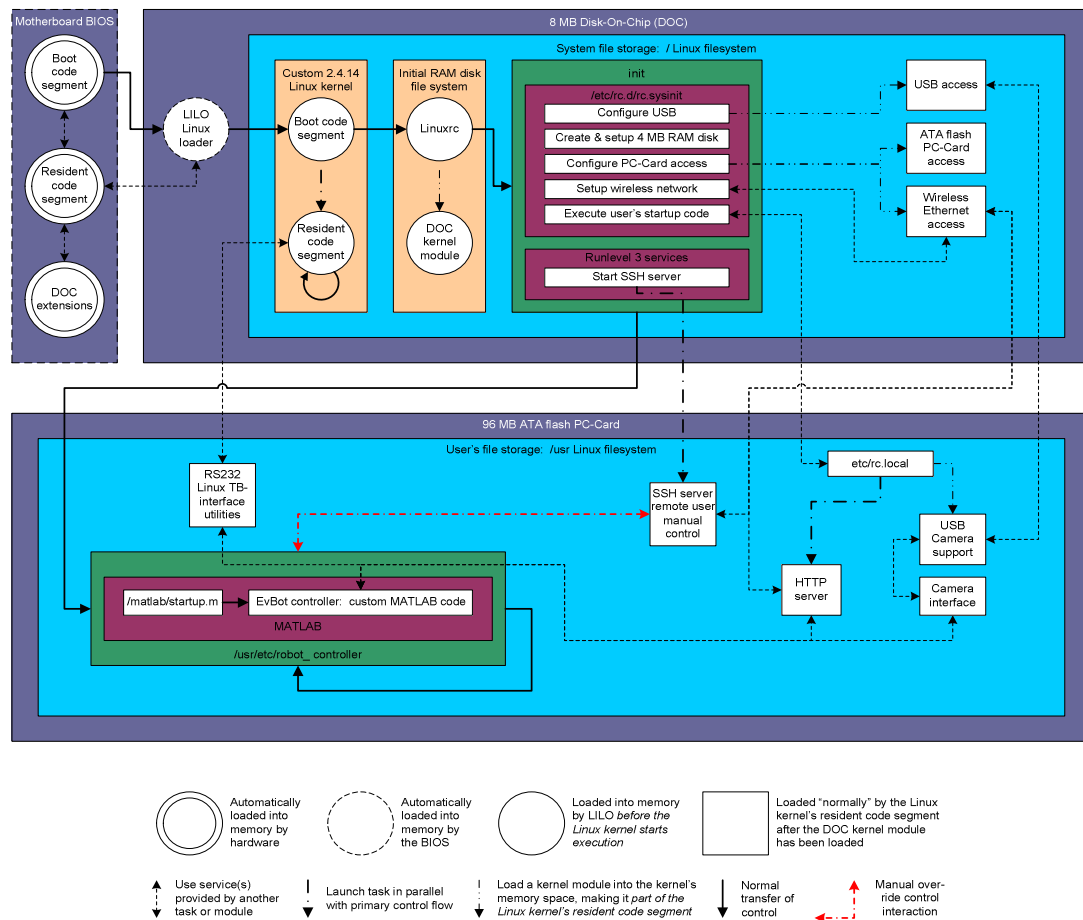 Motherboard BIOS
8 MB Disk-On-Chip (DOC)
System file storage:  / Linux filesystem
Boot
code
segment
Resident
code
segment
DOC
extensions
LILO
Linux
loader
Custom 2.4.14
Linux kernel
Boot code
segment
Resident
code
segment
Initial RAM disk
file system
Linuxrc
DOC
kernel
module
init
/etc/rc.d/rc.sysinit
Configure USB
Create & setup 4 MB RAM disk
Configure PC-Card access
Setup wireless network
Execute user's startup code
Runlevel 3 services
Start SSH server
USB access
ATA flash
PC-Card
access
Wireless
Ethernet
access
96 MB ATA flash PC-Card
User's file storage:  /usr Linux filesystem
RS232
Linux TB-
interface
utilities
SSH server
remote user
manual
control
etc/rc.local
USB
Camera
support
HTTP
server
Camera
interface
/matlab/startup.m
EvBot controller:  custom MATLAB code
MATLAB
/usr/etc/robot_ controller
Automatically
loaded into
memory by
hardware
Automatically
loaded into
memory by
the BIOS
Loaded into memory
by LILO before the
Linux kernel starts
execution
Loaded "normally" by the Linux
kernel's resident code segment
after the DOC kernel module
has been loaded
Use service(s)
provided by another
task or module
Launch task in parallel
with primary control flow
Load a kernel module into the kernel's
memory space, making it part of the
Linux kernel's resident code segment
Normal
transfer of
control
Manual over-
ride control
interaction